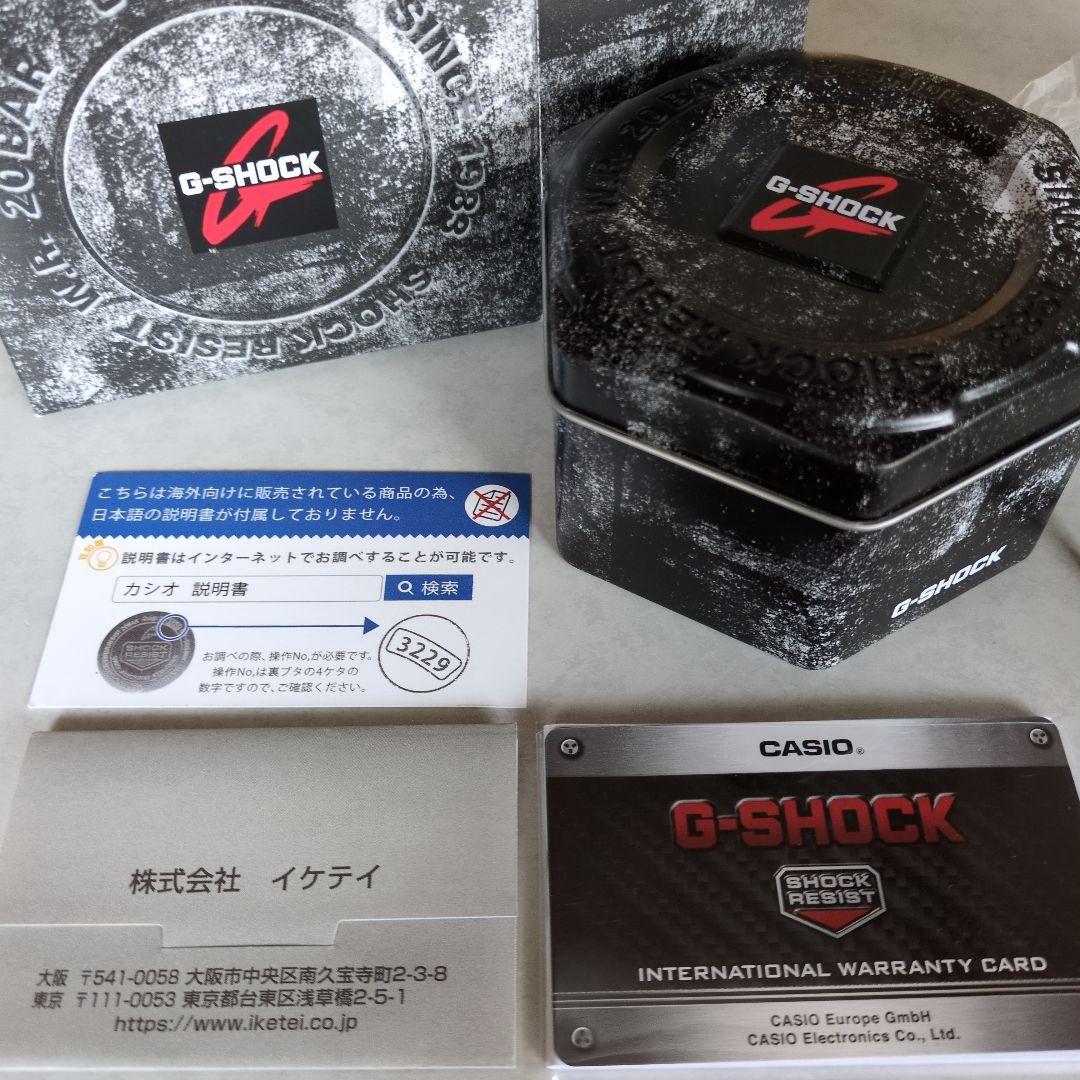 20BAR
SINCE 1983
SHOCK RESIST W.R.
G-SHOCK
W.R. 20BAR
SINCE 1983
SHOCK RESIST
G-SHOCK
G-SHOCK
こちらは海外向けに販売されている商品の為、
日本語の説明書が付属しておりません。
説明書はインターネットでお調べすることが可能です。
カシオ 説明書
検索
SHOCK
RESIST
3229
お調べの際、操作No,が必要です。
操作No,は裏ブタの4ケタの
数字ですので、ご確認ください。
株式会社 イケテイ
大阪 〒541-0058 大阪市中央区南久宝寺町2-3-8
東京 〒111-0053 東京都台東区浅草橋2-5-1
https://www.iketei.co.jp
CASIO®
G-SHOCK
SHOCK
RESIST
INTERNATIONAL WARRANTY CARD
CASIO Europe GmbH
CASIO Electronics Co., Ltd.